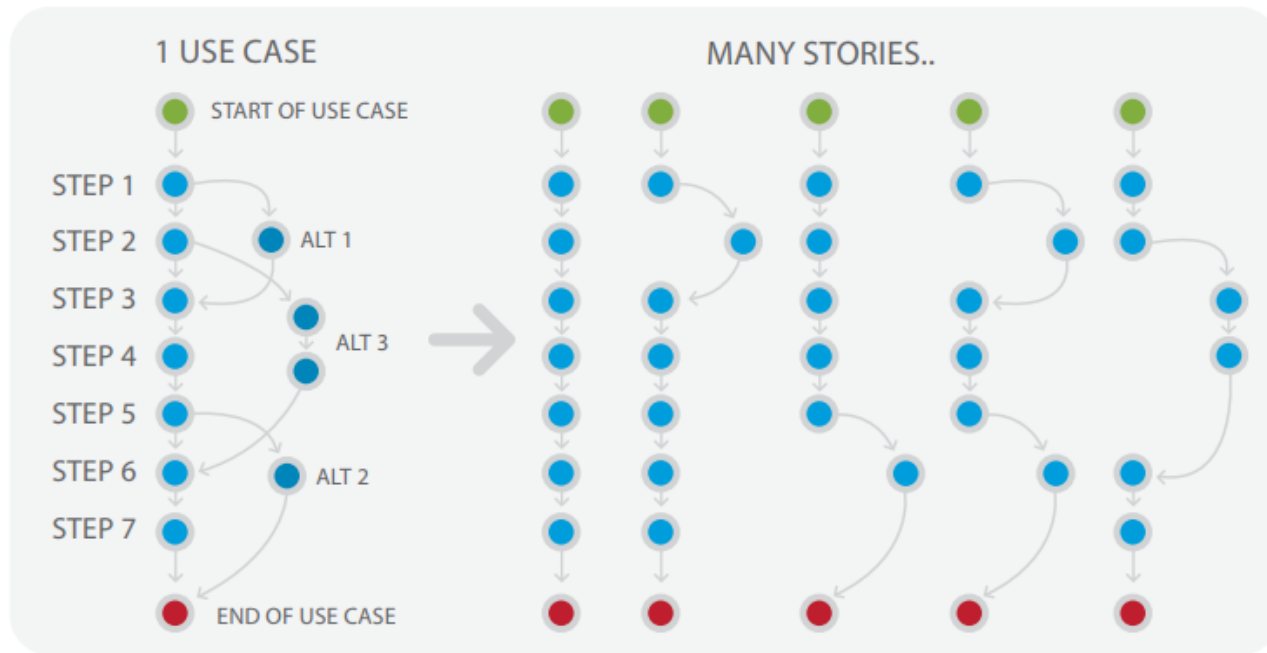 1 USE CASE
MANY STORIES..
START OF USE CASE
STEP 1
STEP 2
ALT 1
STEP 3
STEP 4
ALT 3
STEP 5
STEP 6
ALT 2
STEP 7
END OF USE CASE